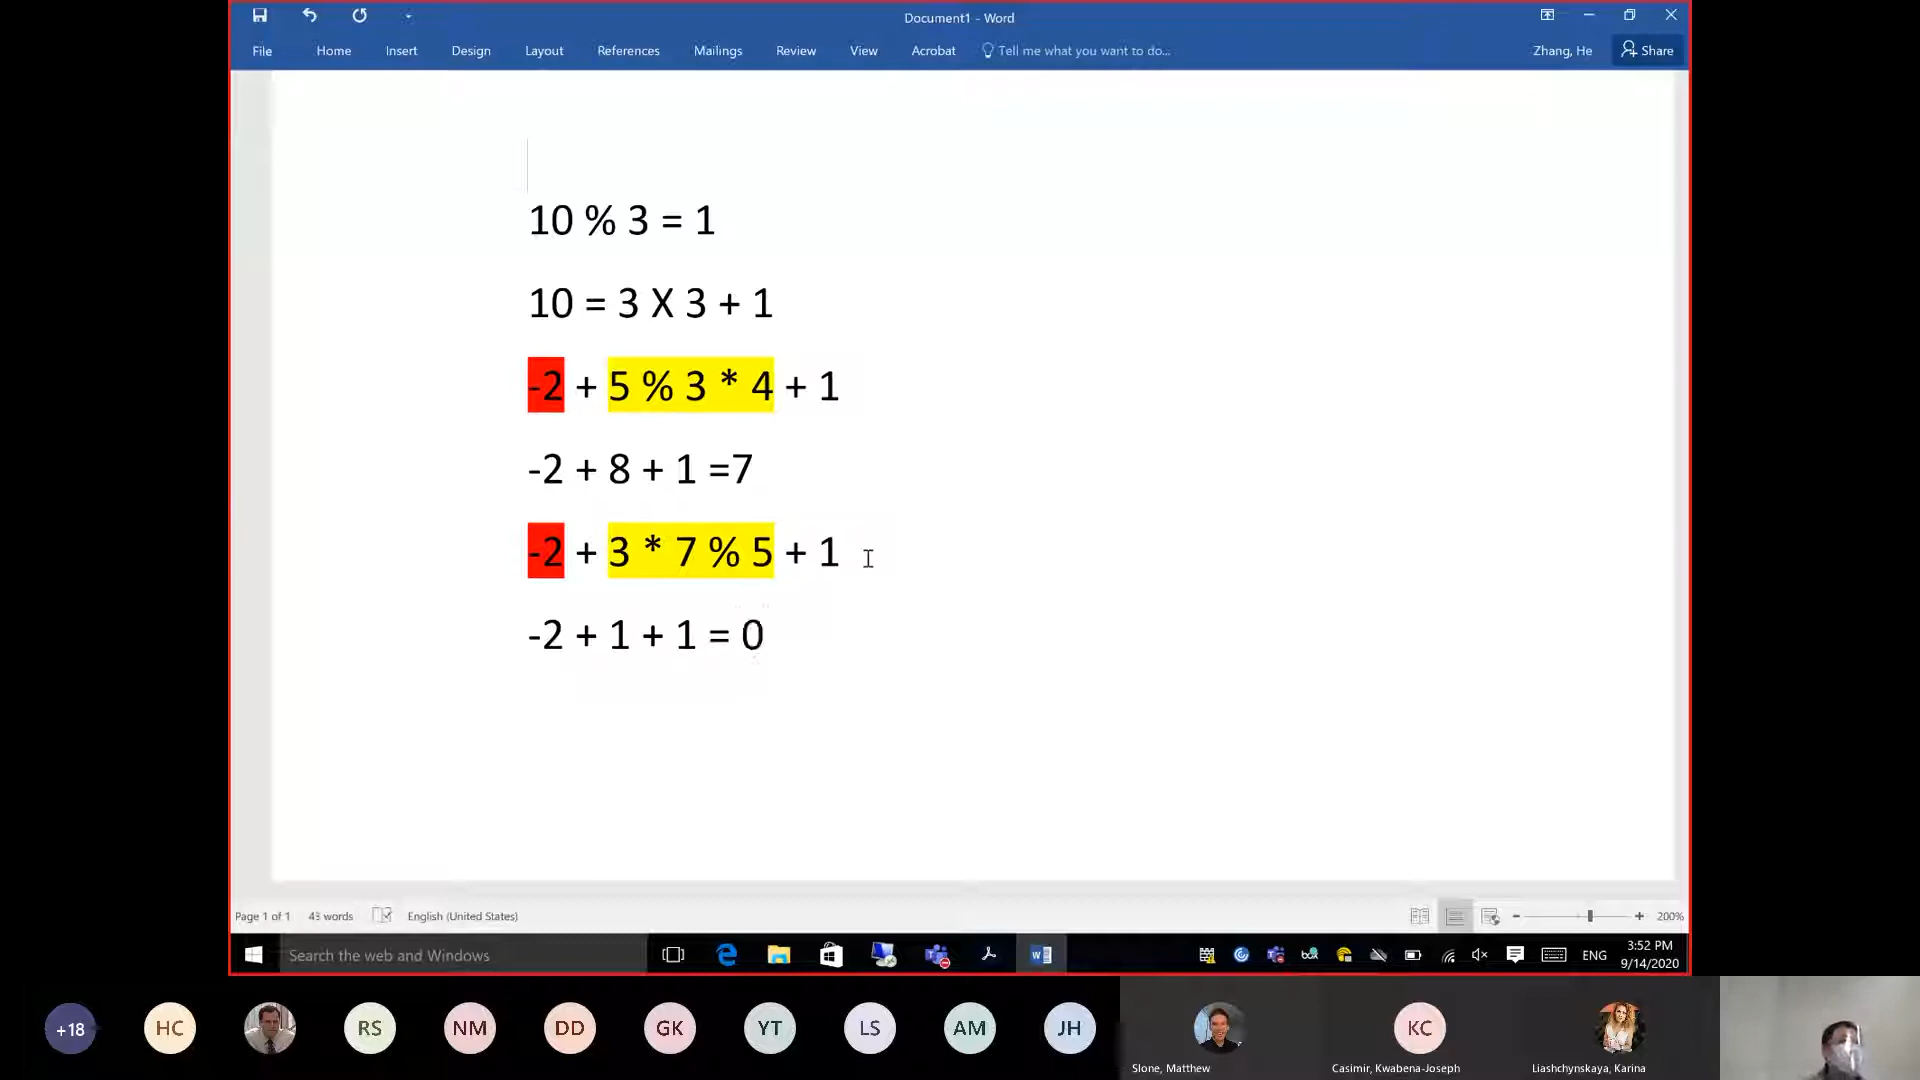 Document1 - Word
File Home Insert Design Layout References Mailings Review View Acrobat Tell me what you want to do... Zhang, He Share
10 % 3 = 1
10 = 3 X 3 + 1
-2 + 5 % 3 * 4 + 1
-2 + 8 + 1 =7
-2 + 3 * 7 % 5 + 1
-2 + 1 + 1 = 0
Page 1 of 1 43 words English (United States) 200%
Search the web and Windows ENG 3:52 PM
9/14/2020
+18 HC RS NM DD GK YT LS AM JH KC
Slone, Matthew Casimir, Kwabena-Joseph Liashchynskaya, Karina